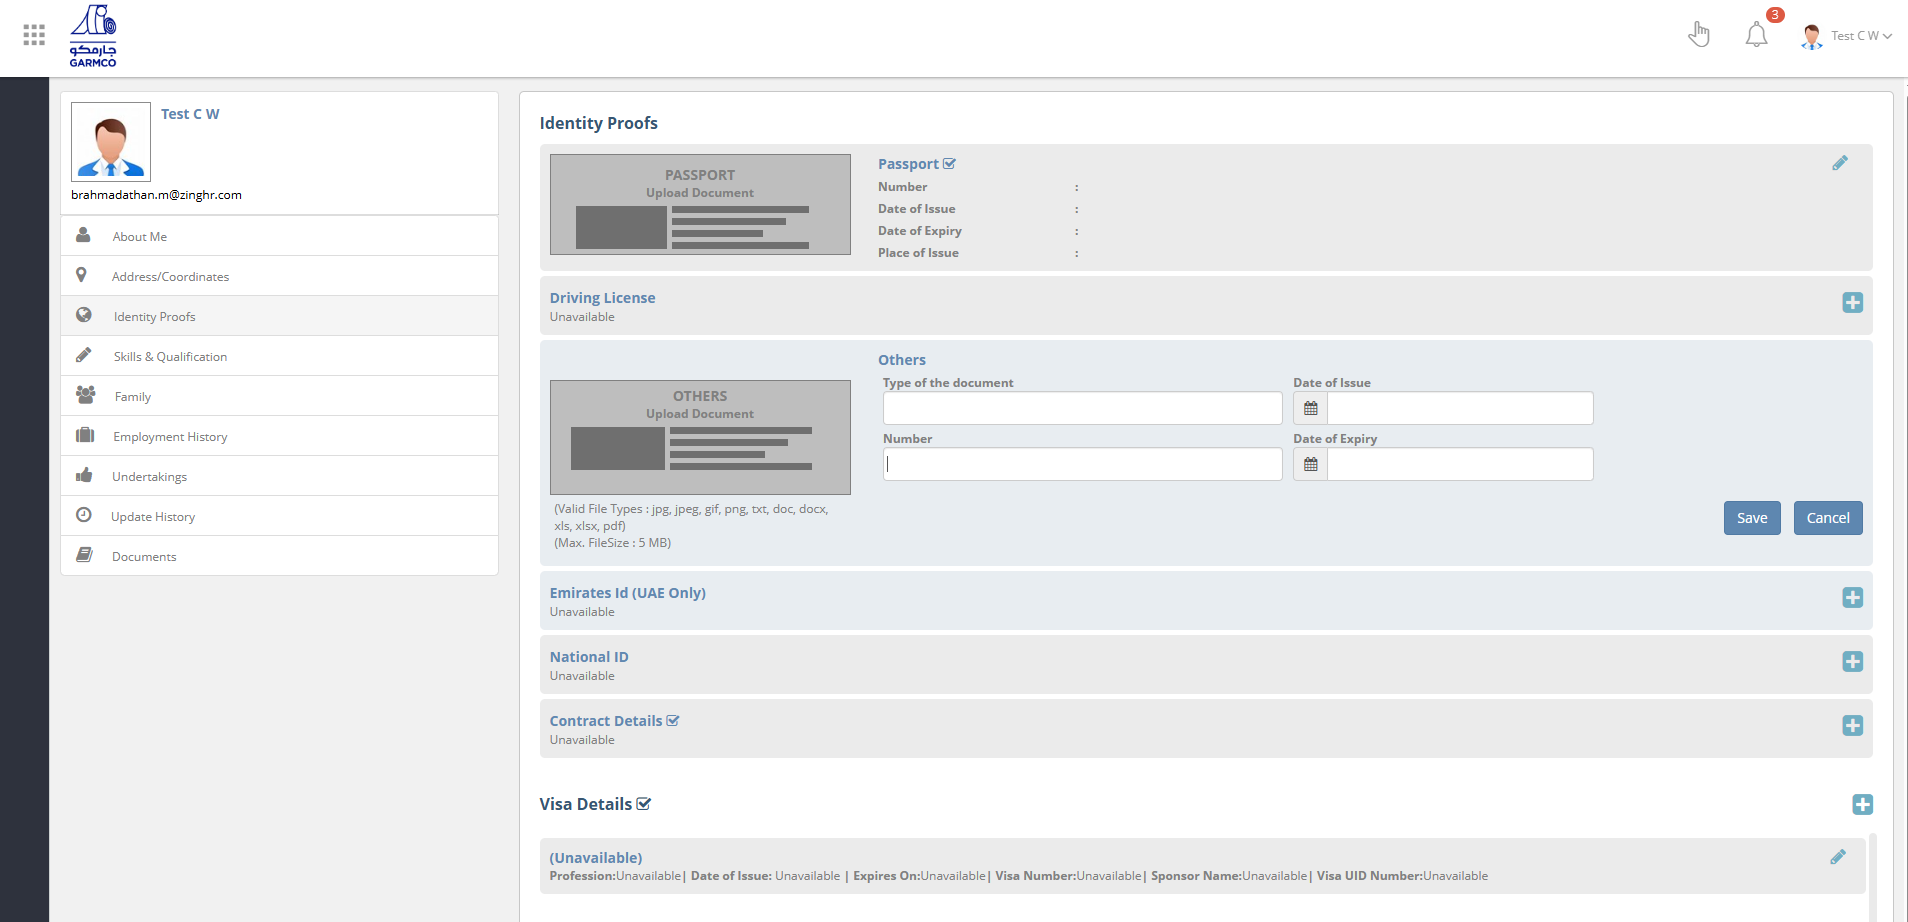 جارمكو
GARMCO
3
Test C W
Test C W
brahmadathan.m@zinghr.com
About Me
Address/Coordinates
Identity Proofs
Skills & Qualification
Family
Employment History
Undertakings
Update History
Documents
Identity Proofs
PASSPORT
Upload Document
Passport
Number :
Date of Issue :
Date of Expiry :
Place of Issue :
Driving License
Unavailable
OTHERS
Upload Document
(Valid File Types : jpg, jpeg, gif, png, txt, doc, docx,
xls, xlsx, pdf)
(Max. FileSize : 5 MB)
Others
Type of the document
Date of Issue
Number
Date of Expiry
Save
Cancel
Emirates Id (UAE Only)
Unavailable
National ID
Unavailable
Contract Details
Unavailable
Visa Details
(Unavailable)
Profession:Unavailable| Date of Issue: Unavailable | Expires On:Unavailable| Visa Number:Unavailable| Sponsor Name:Unavailable| Visa UID Number:Unavailable